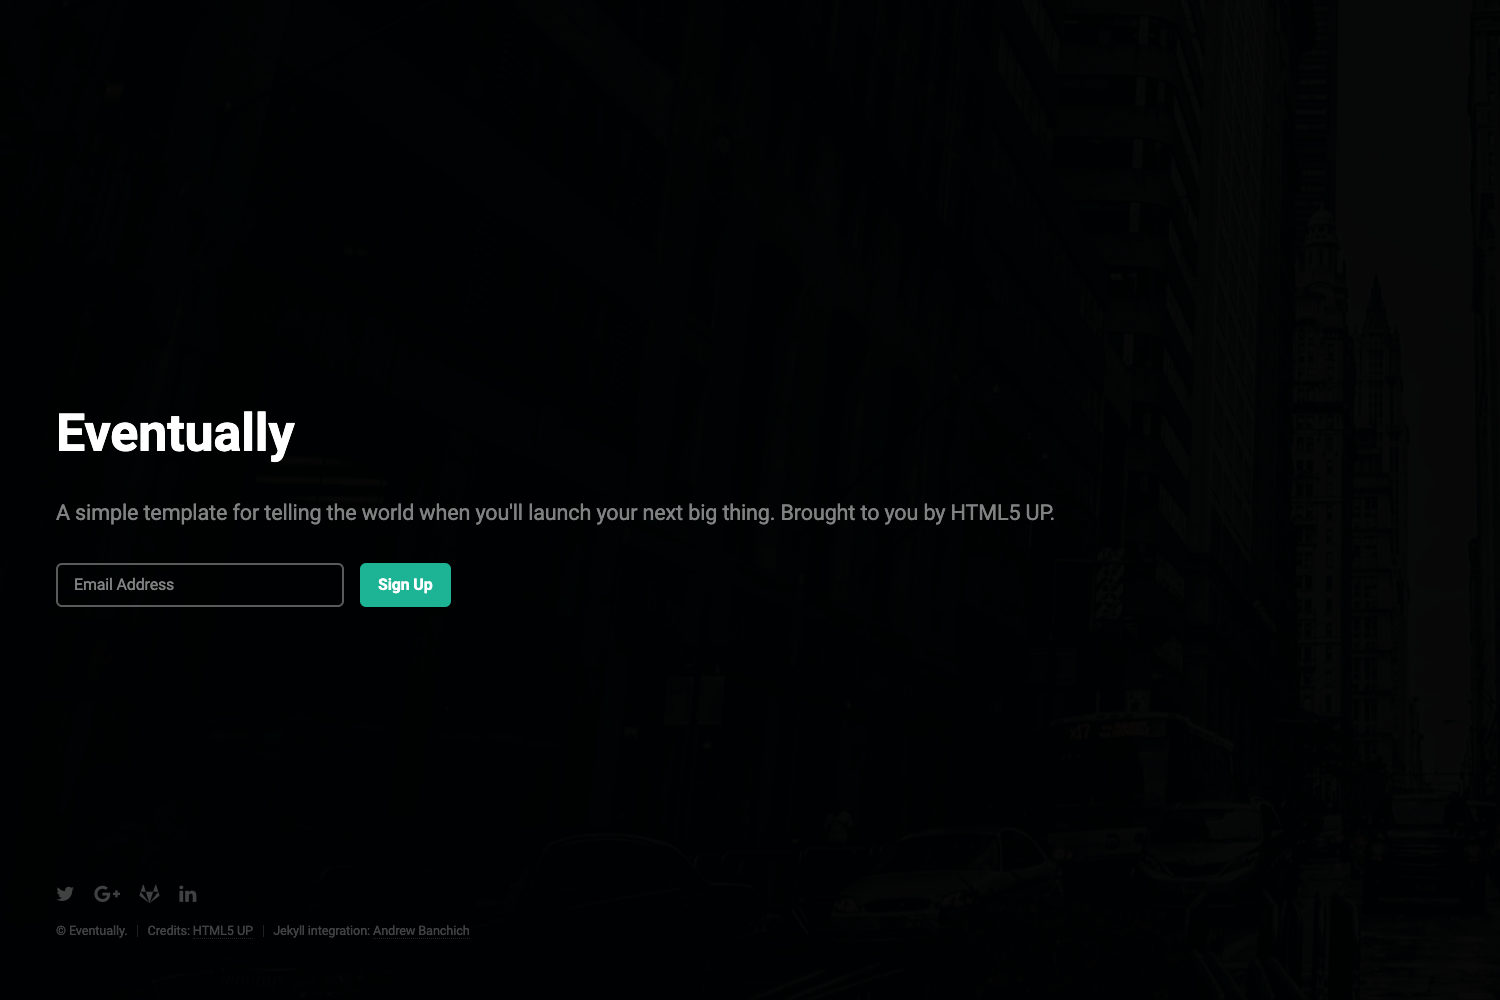 Eventually
A simple template for telling the world when you'll launch your next big thing. Brought to you by HTML5 UP.
Email Address
Sign Up
© Eventually. | Credits: HTML5 UP | Jekyll integration: Andrew Banchich